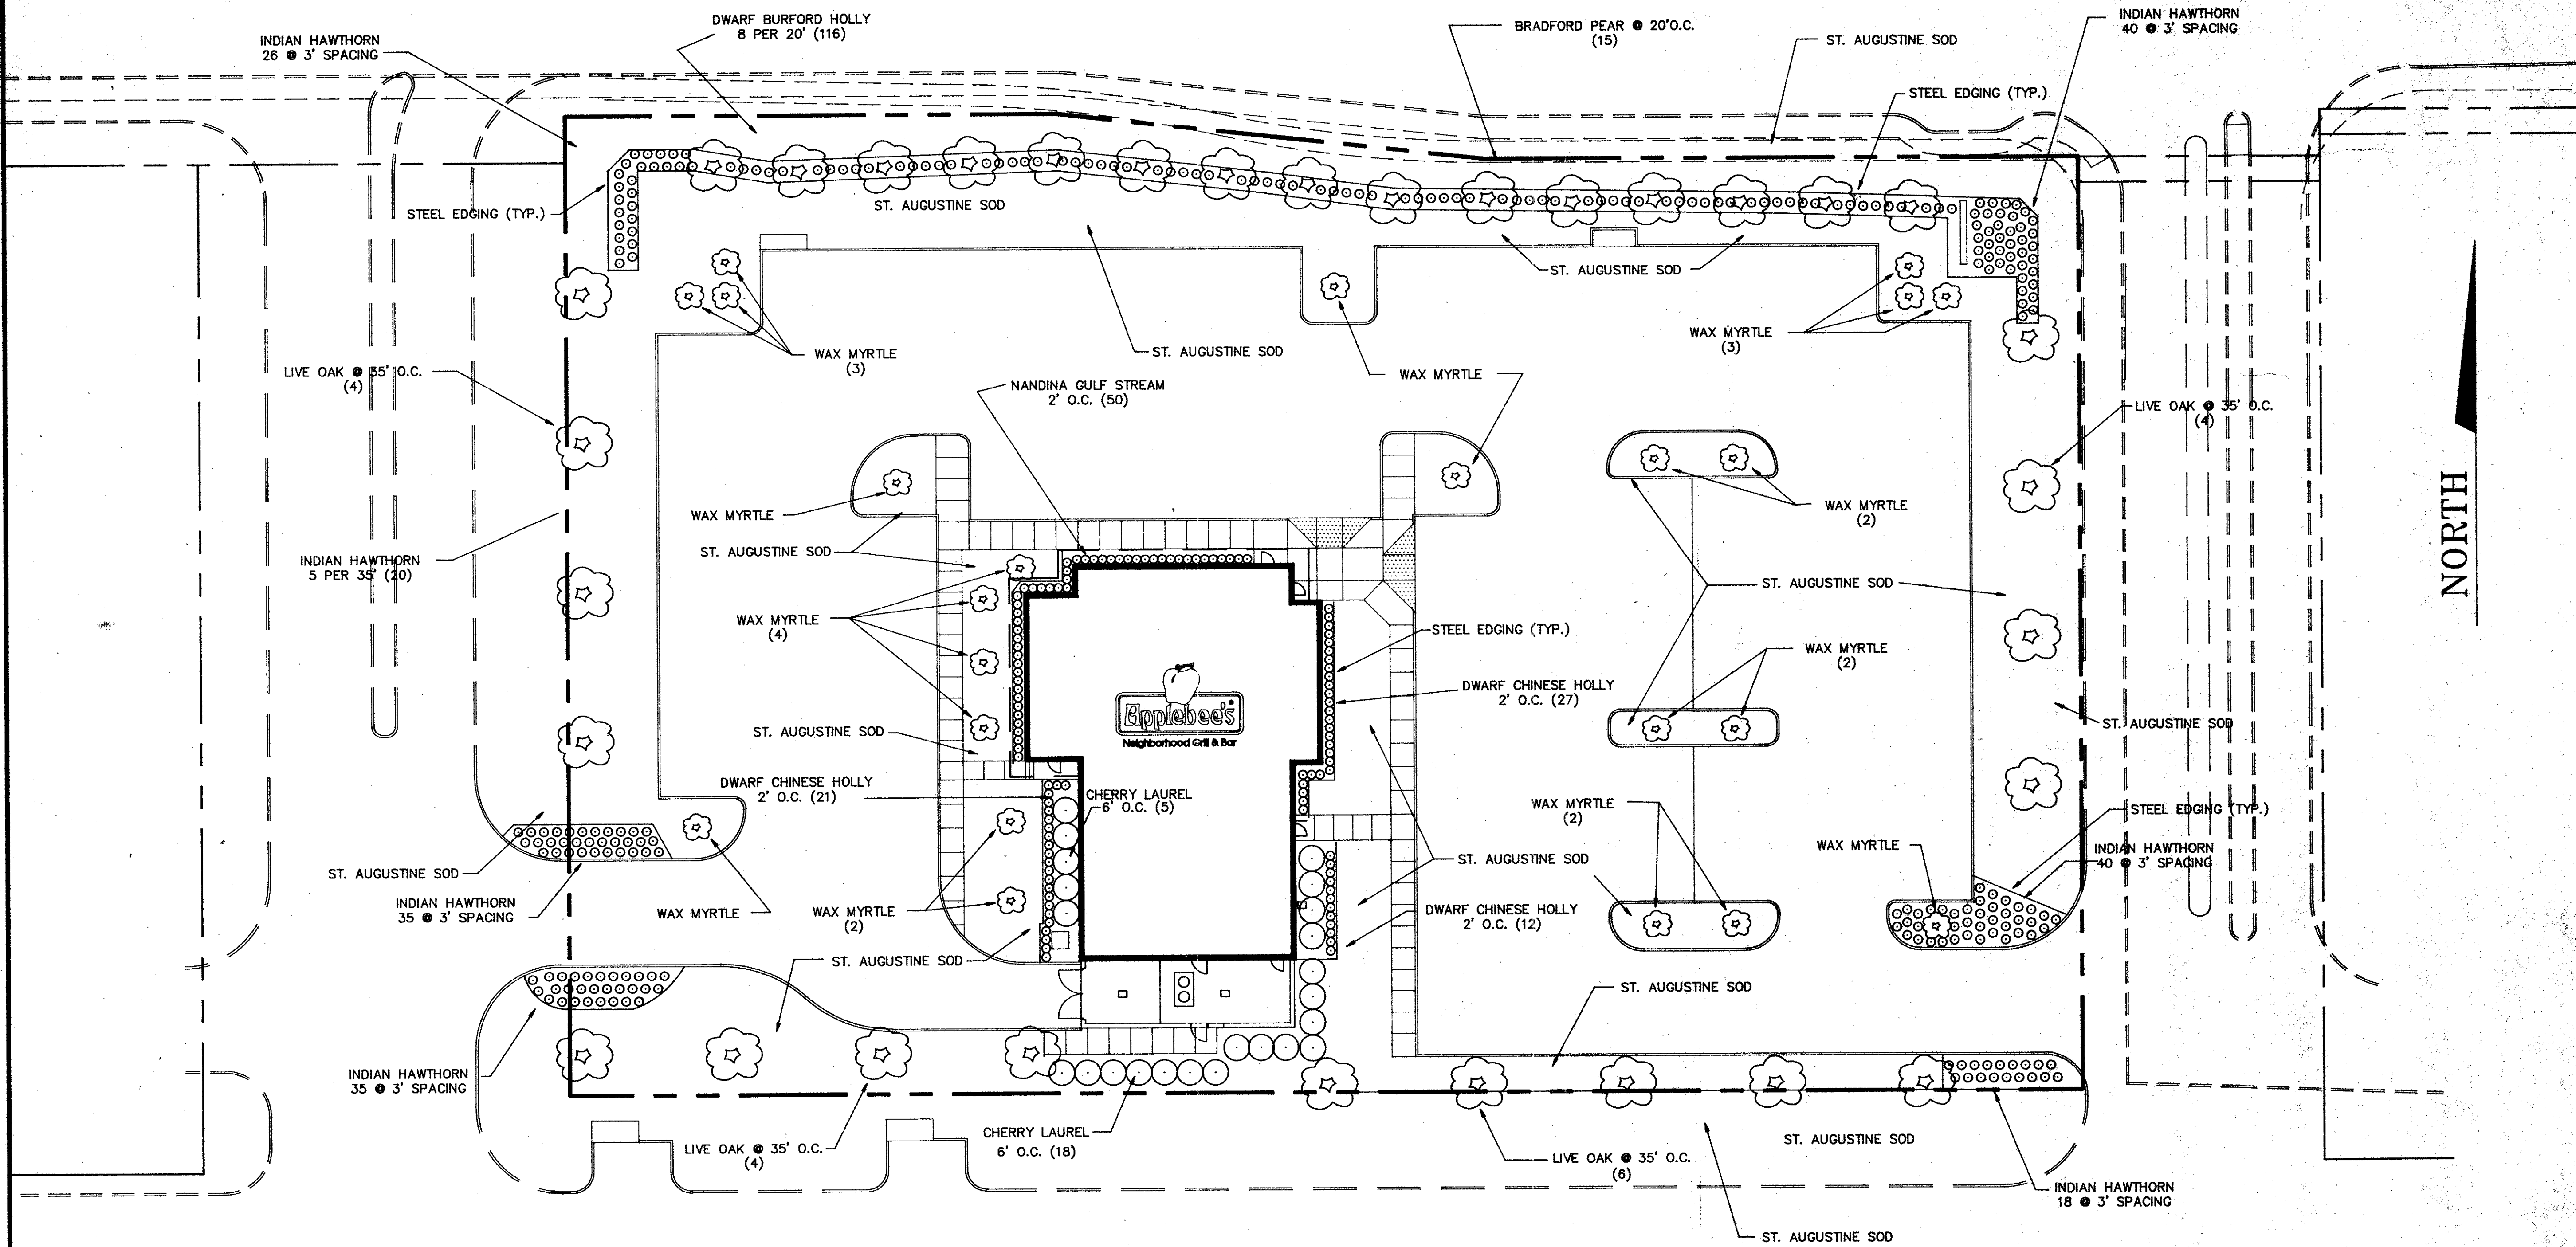 DWARF BURFORD HOLLY
8 PER 20' (116)
INDIAN HAWTHORN
26 @ 3' SPACING
BRADFORD PEAR @ 20'O.C.
(15)
ST. AUGUSTINE SOD
INDIAN HAWTHORN
40 @ 3' SPACING
STEEL EDGING (TYP.)
STEEL EDGING (TYP.)
ST. AUGUSTINE SOD
ST. AUGUSTINE SOD
WAX MYRTLE
(3)
ST. AUGUSTINE SOD
WAX MYRTLE
(3)
LIVE OAK @ 35' O.C.
(4)
NANDINA GULF STREAM
2' O.C. (50)
WAX MYRTLE
LIVE OAK @ 35' O.C.
(4)
NORTH
WAX MYRTLE
WAX MYRTLE
(2)
ST. AUGUSTINE SOD
INDIAN HAWTHORN
5 PER 35' (20)
ST. AUGUSTINE SOD
WAX MYRTLE
(4)
STEEL EDGING (TYP.)
WAX MYRTLE
(2)
DWARF CHINESE HOLLY
2' O.C. (27)
Applebee's
Neighborhood Grill & Bar
ST. AUGUSTINE SOD
ST. AUGUSTINE SOD
DWARF CHINESE HOLLY
2' O.C. (21)
CHERRY LAUREL
6' O.C. (5)
WAX MYRTLE
(2)
STEEL EDGING (TYP.)
WAX MYRTLE
INDIAN HAWTHORN
40 @ 3' SPACING
ST. AUGUSTINE SOD
ST. AUGUSTINE SOD
INDIAN HAWTHORN
35 @ 3' SPACING
WAX MYRTLE
WAX MYRTLE
(2)
DWARF CHINESE HOLLY
2' O.C. (12)
ST. AUGUSTINE SOD
ST. AUGUSTINE SOD
INDIAN HAWTHORN
35 @ 3' SPACING
CHERRY LAUREL
6' O.C. (18)
LIVE OAK @ 35' O.C.
(4)
ST. AUGUSTINE SOD
LIVE OAK @ 35' O.C.
(6)
INDIAN HAWTHORN
18 @ 3' SPACING
ST. AUGUSTINE SOD